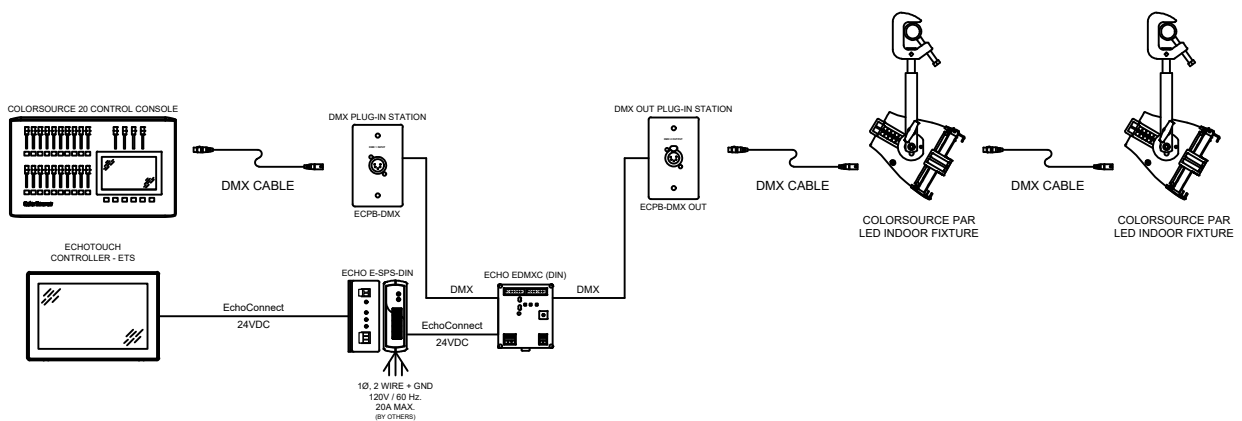 COLORSOURCE 20 CONTROL CONSOLE
DMX CABLE
DMX PLUG-IN STATION
ECPB-DMX
DMX OUT PLUG-IN STATION
ECPB-DMX OUT
DMX CABLE
COLORSOURCE PAR
LED INDOOR FIXTURE
DMX CABLE
COLORSOURCE PAR
LED INDOOR FIXTURE
ECHOTOUCH
CONTROLLER - ETS
EchoConnect
24VDC
ECHO E-SPS-DIN
DMX
ECHO EDMXC (DIN)
DMX
EchoConnect
24VDC
1Ø, 2 WIRE + GND
120V / 60 Hz.
20A MAX.
(BY OTHERS)